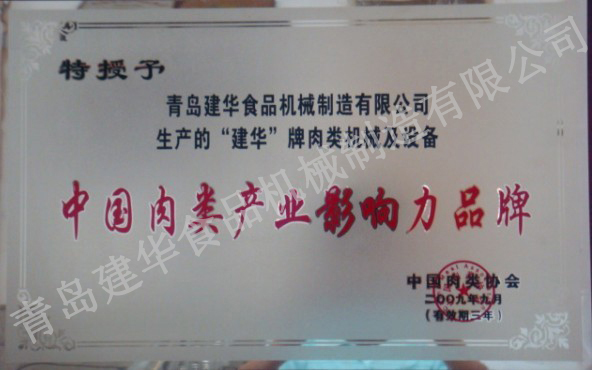 特授予
青岛建华食品机械制造有限公司
生产的“建华”牌肉类机械及设备
中国肉类产业影响力品牌
中国肉类协会
二〇〇九年九月
（有效期三年）
青岛建华食品机械制造有限公司